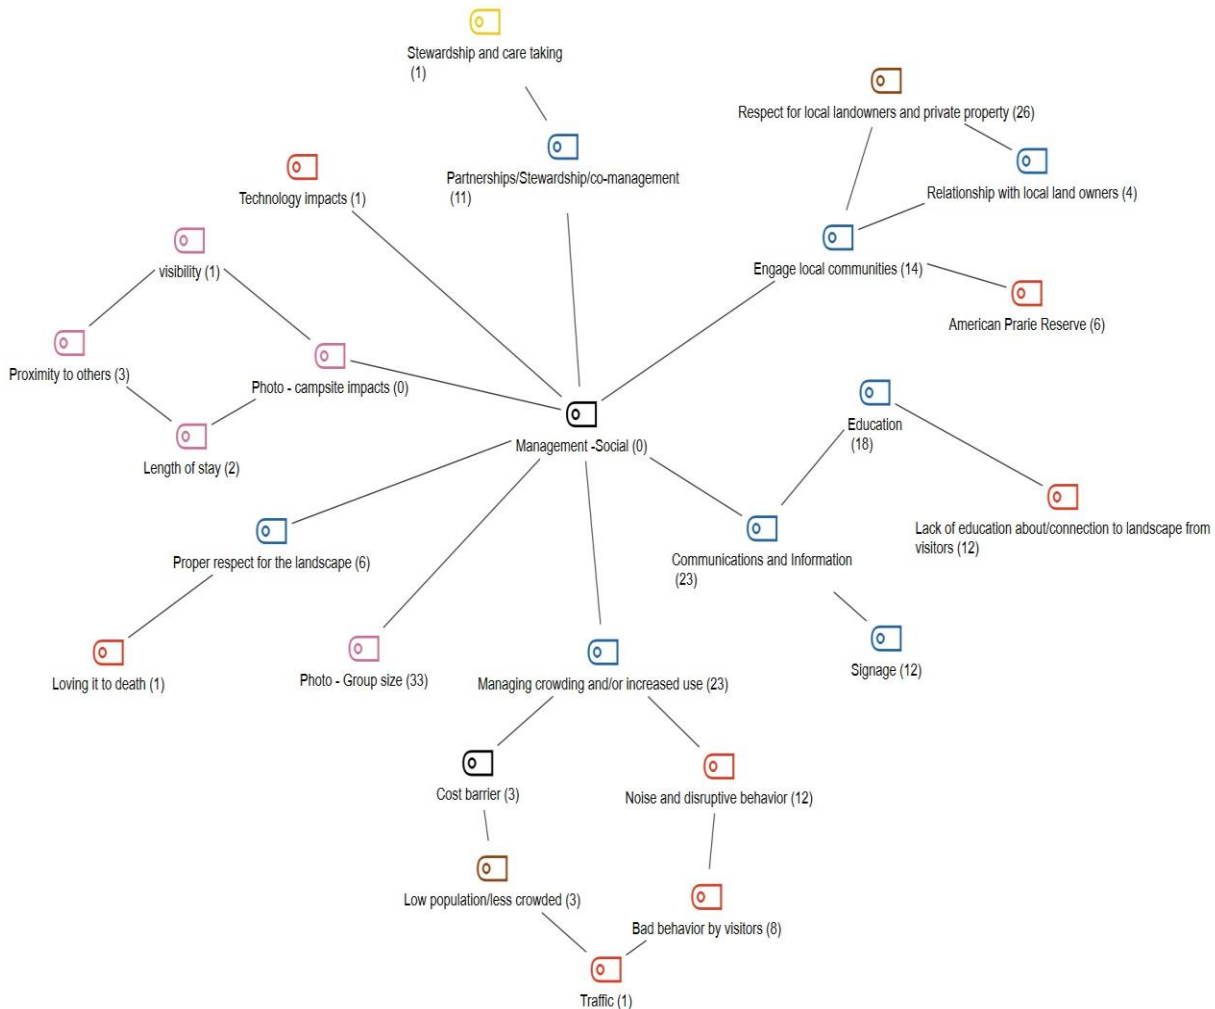 Stewardship and care taking
(1)
Respect for local landowners and private property (26)
Partnerships/Stewardship/co-management
(11)
Technology impacts (1)
Relationship with local land owners (4)
visibility (1)
Engage local communities (14)
American Prarie Reserve (6)
Proximity to others (3)
Photo - campsite impacts (0)
Management -Social (0)
Education
(18)
Length of stay (2)
Lack of education about/connection to landscape from
visitors (12)
Proper respect for the landscape (6)
Communications and Information
(23)
Loving it to death (1)
Photo - Group size (33)
Managing crowding and/or increased use (23)
Signage (12)
Cost barrier (3)
Noise and disruptive behavior (12)
Low population/less crowded (3)
Bad behavior by visitors (8)
Traffic (1)